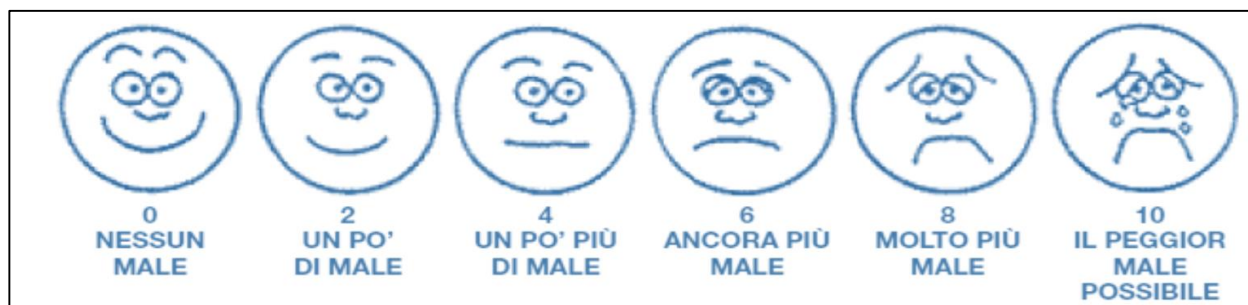 0
NESSUN
MALE
2
UN PO'
DI MALE
4
UN PO' PIÙ
DI MALE
6
ANCORA PIÙ
MALE
8
MOLTO PIÙ
MALE
10
IL PEGGIOR
MALE
POSSIBILE